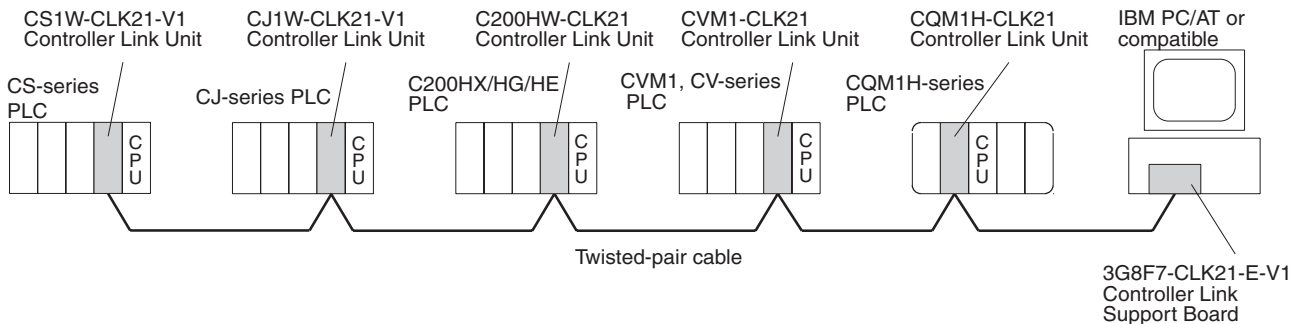 CS1W-CLK21-V1
Controller Link Unit
CJ1W-CLK21-V1
Controller Link Unit
C200HW-CLK21
Controller Link Unit
CVM1-CLK21
Controller Link Unit
CQM1H-CLK21
Controller Link Unit
IBM PC/AT or
compatible
CS-series
PLC
CJ-series PLC
C200HX/HG/HE
PLC
CVM1, CV-series
PLC
CQM1H-series
PLC
CPU
CPU
CPU
CPU
CPU
Twisted-pair cable
3G8F7-CLK21-E-V1
Controller Link
Support Board